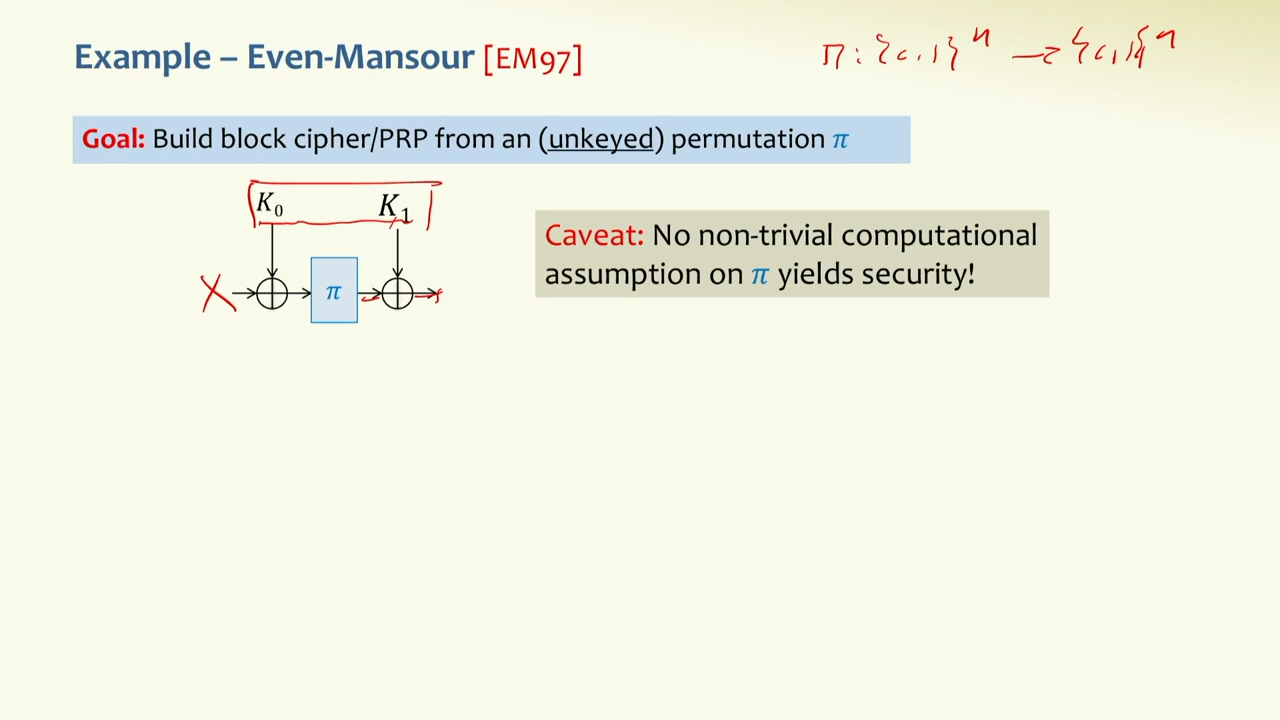 Example – Even-Mansour [EM97]
π: {0,1}ⁿ → {0,1}ⁿ
Goal: Build block cipher/PRP from an (unkeyed) permutation π
K₀ K₁
Caveat: No non-trivial computational
assumption on π yields security!
X π